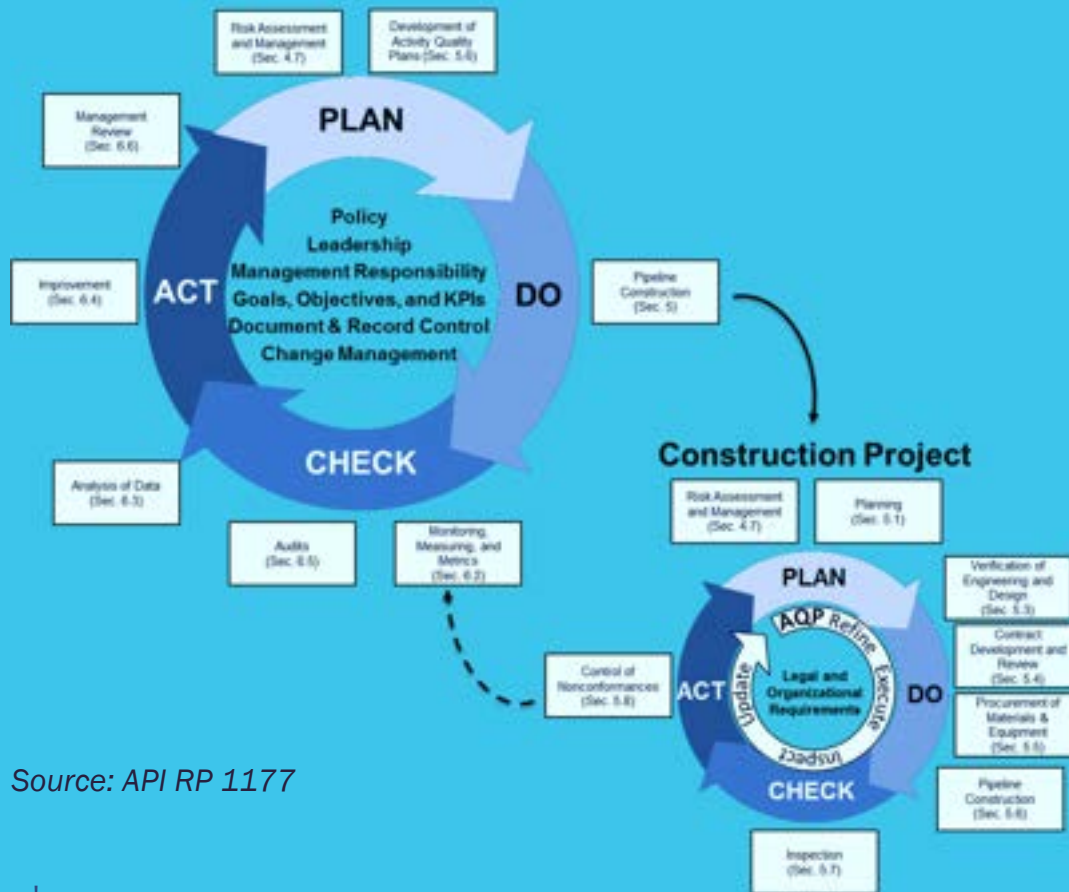 Risk Assessment
and Management
(Sec. 4.7)
Development of
Activity Quality
Plans (Sec. 5.6)
Management
Review
(Sec. 6.6)
PLAN
Policy
Leadership
Management Responsibility
Goals, Objectives, and KPIs
Document & Record Control
Change Management
ACT
DO
Improvement
(Sec. 6.4)
Pipeline
Construction
(Sec. 5)
CHECK
Analysis of Data
(Sec. 6.3)
Audits
(Sec. 6.5)
Monitoring,
Measuring, and
Metrics
(Sec. 6.2)
Construction Project
Risk Assessment
and Management
(Sec. 4.7)
Planning
(Sec. 5.1)
PLAN
Verification of
Engineering and
Design
(Sec. 5.3)
AQP Refine
Execute
Inspect
Update
Legal and
Organizational
Requirements
Contract
Development and
Review
(Sec. 5.4)
Control of
Nonconformances
(Sec. 5.8)
ACT
DO
Procurement of
Materials &
Equipment
(Sec. 5.5)
CHECK
Pipeline
Construction
(Sec. 5.6)
Inspection
(Sec. 5.7)
Source: API RP 1177